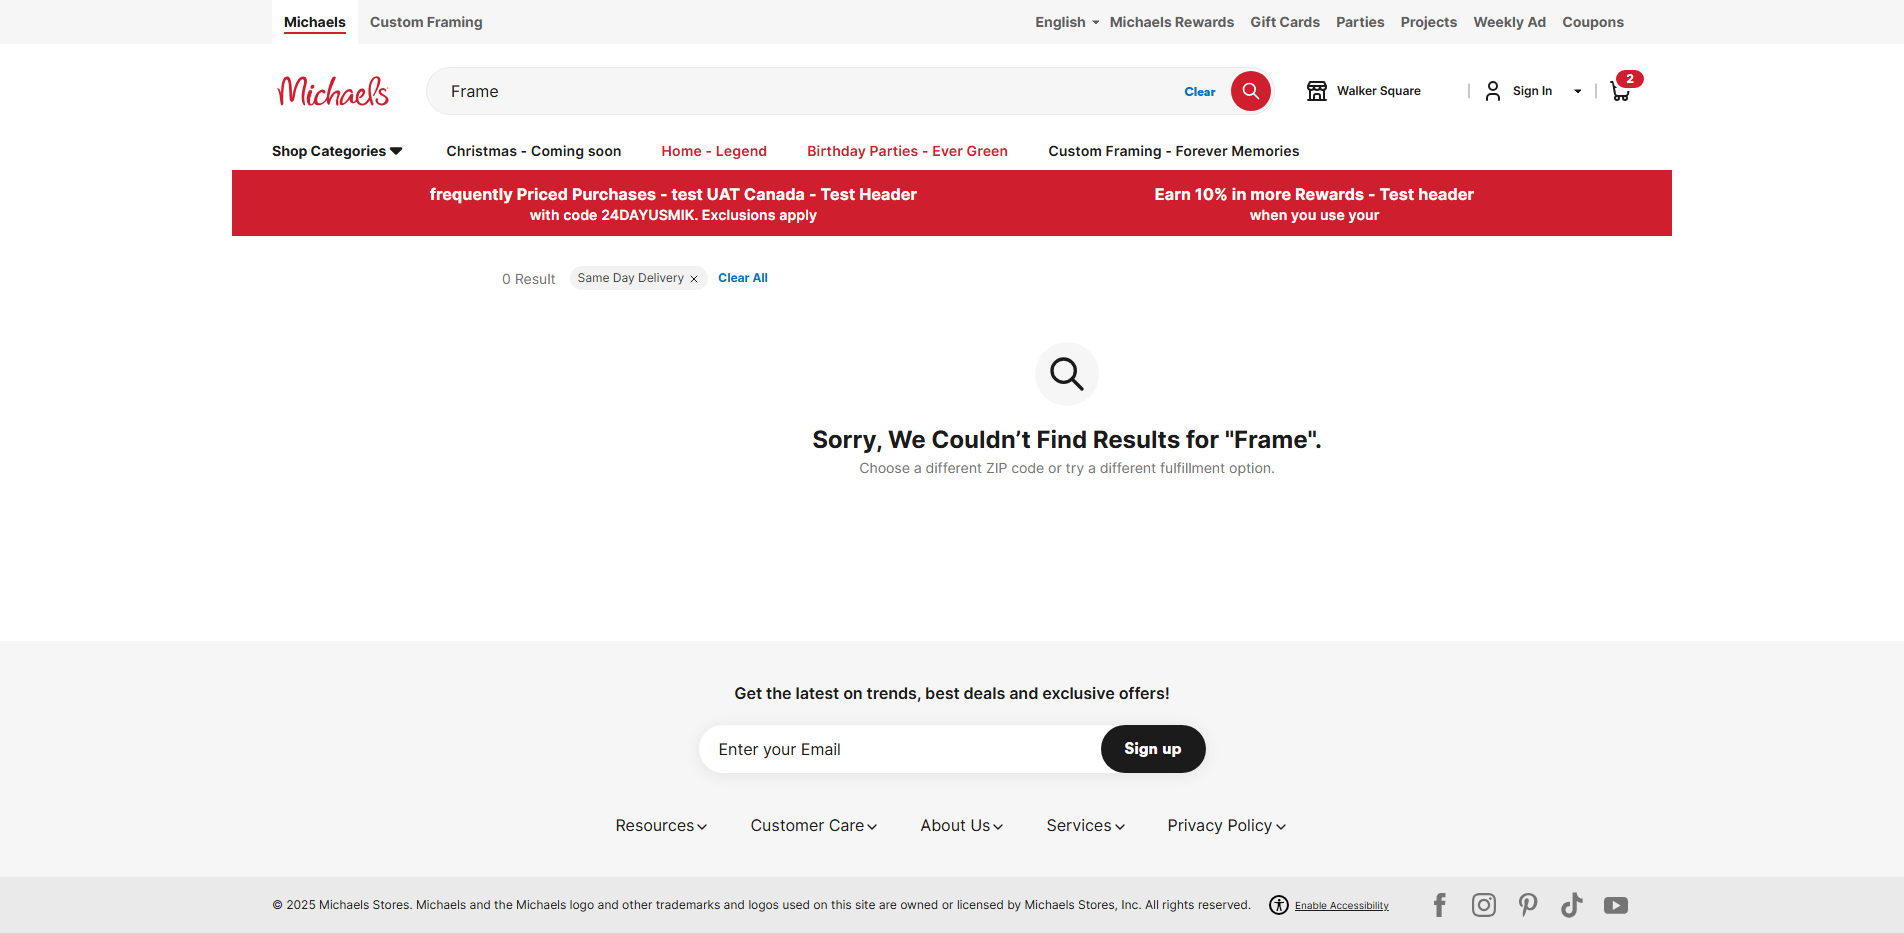 Michaels Custom Framing English Michaels Rewards Gift Cards Parties Projects Weekly Ad Coupons
Michaels Frame Clear Walker Square Sign In 2
Shop Categories Christmas - Coming soon Home - Legend Birthday Parties - Ever Green Custom Framing - Forever Memories
frequently Priced Purchases - test UAT Canada - Test Header
with code 24DAYUSMIK. Exclusions apply
Earn 10% in more Rewards - Test header
when you use your
0 Result Same Day Delivery Clear All
Sorry, We Couldn’t Find Results for "Frame".
Choose a different ZIP code or try a different fulfillment option.
Get the latest on trends, best deals and exclusive offers!
Enter your Email Sign up
Resources Customer Care About Us Services Privacy Policy
© 2025 Michaels Stores. Michaels and the Michaels logo and other trademarks and logos used on this site are owned or licensed by Michaels Stores, Inc. All rights reserved. Enable Accessibility